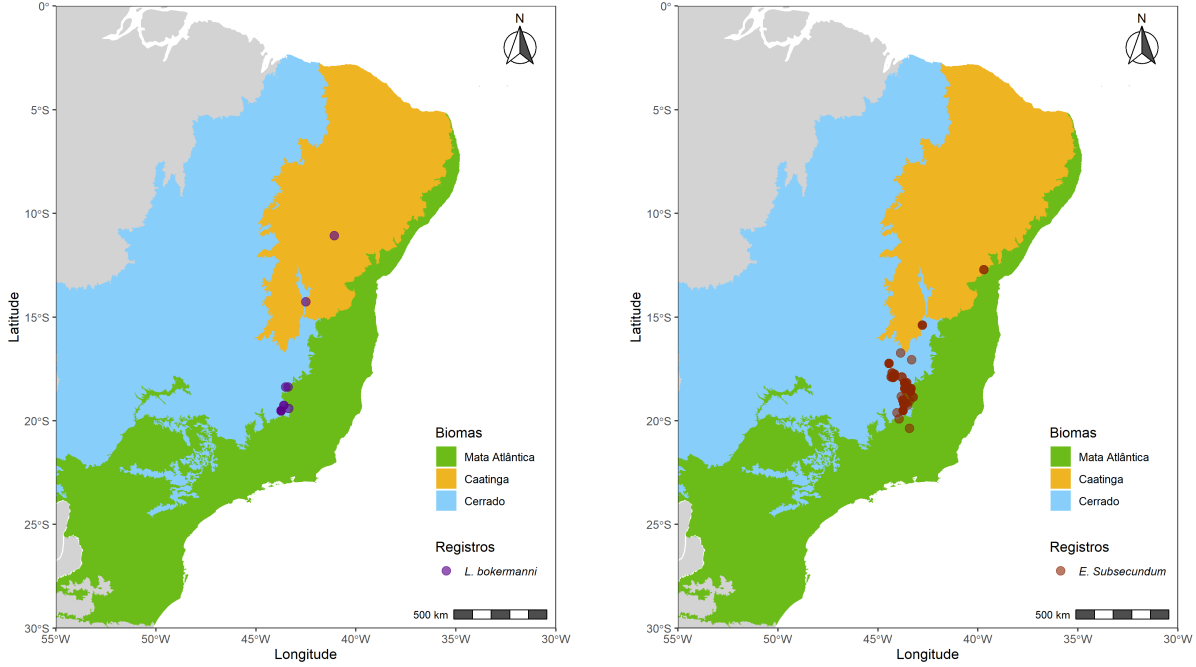 N
0°
5°S
10°S
15°S
20°S
25°S
30°S
Latitude
Biomas
Mata Atlântica
Caatinga
Cerrado
Registros
L. bokermanni
500 km
55°W
50°W
45°W
40°W
35°W
30°W
Longitude
N
0°
5°S
10°S
15°S
20°S
25°S
30°S
Latitude
Biomas
Mata Atlântica
Caatinga
Cerrado
Registros
E. Subsecundum
500 km
55°W
50°W
45°W
40°W
35°W
30°W
Longitude